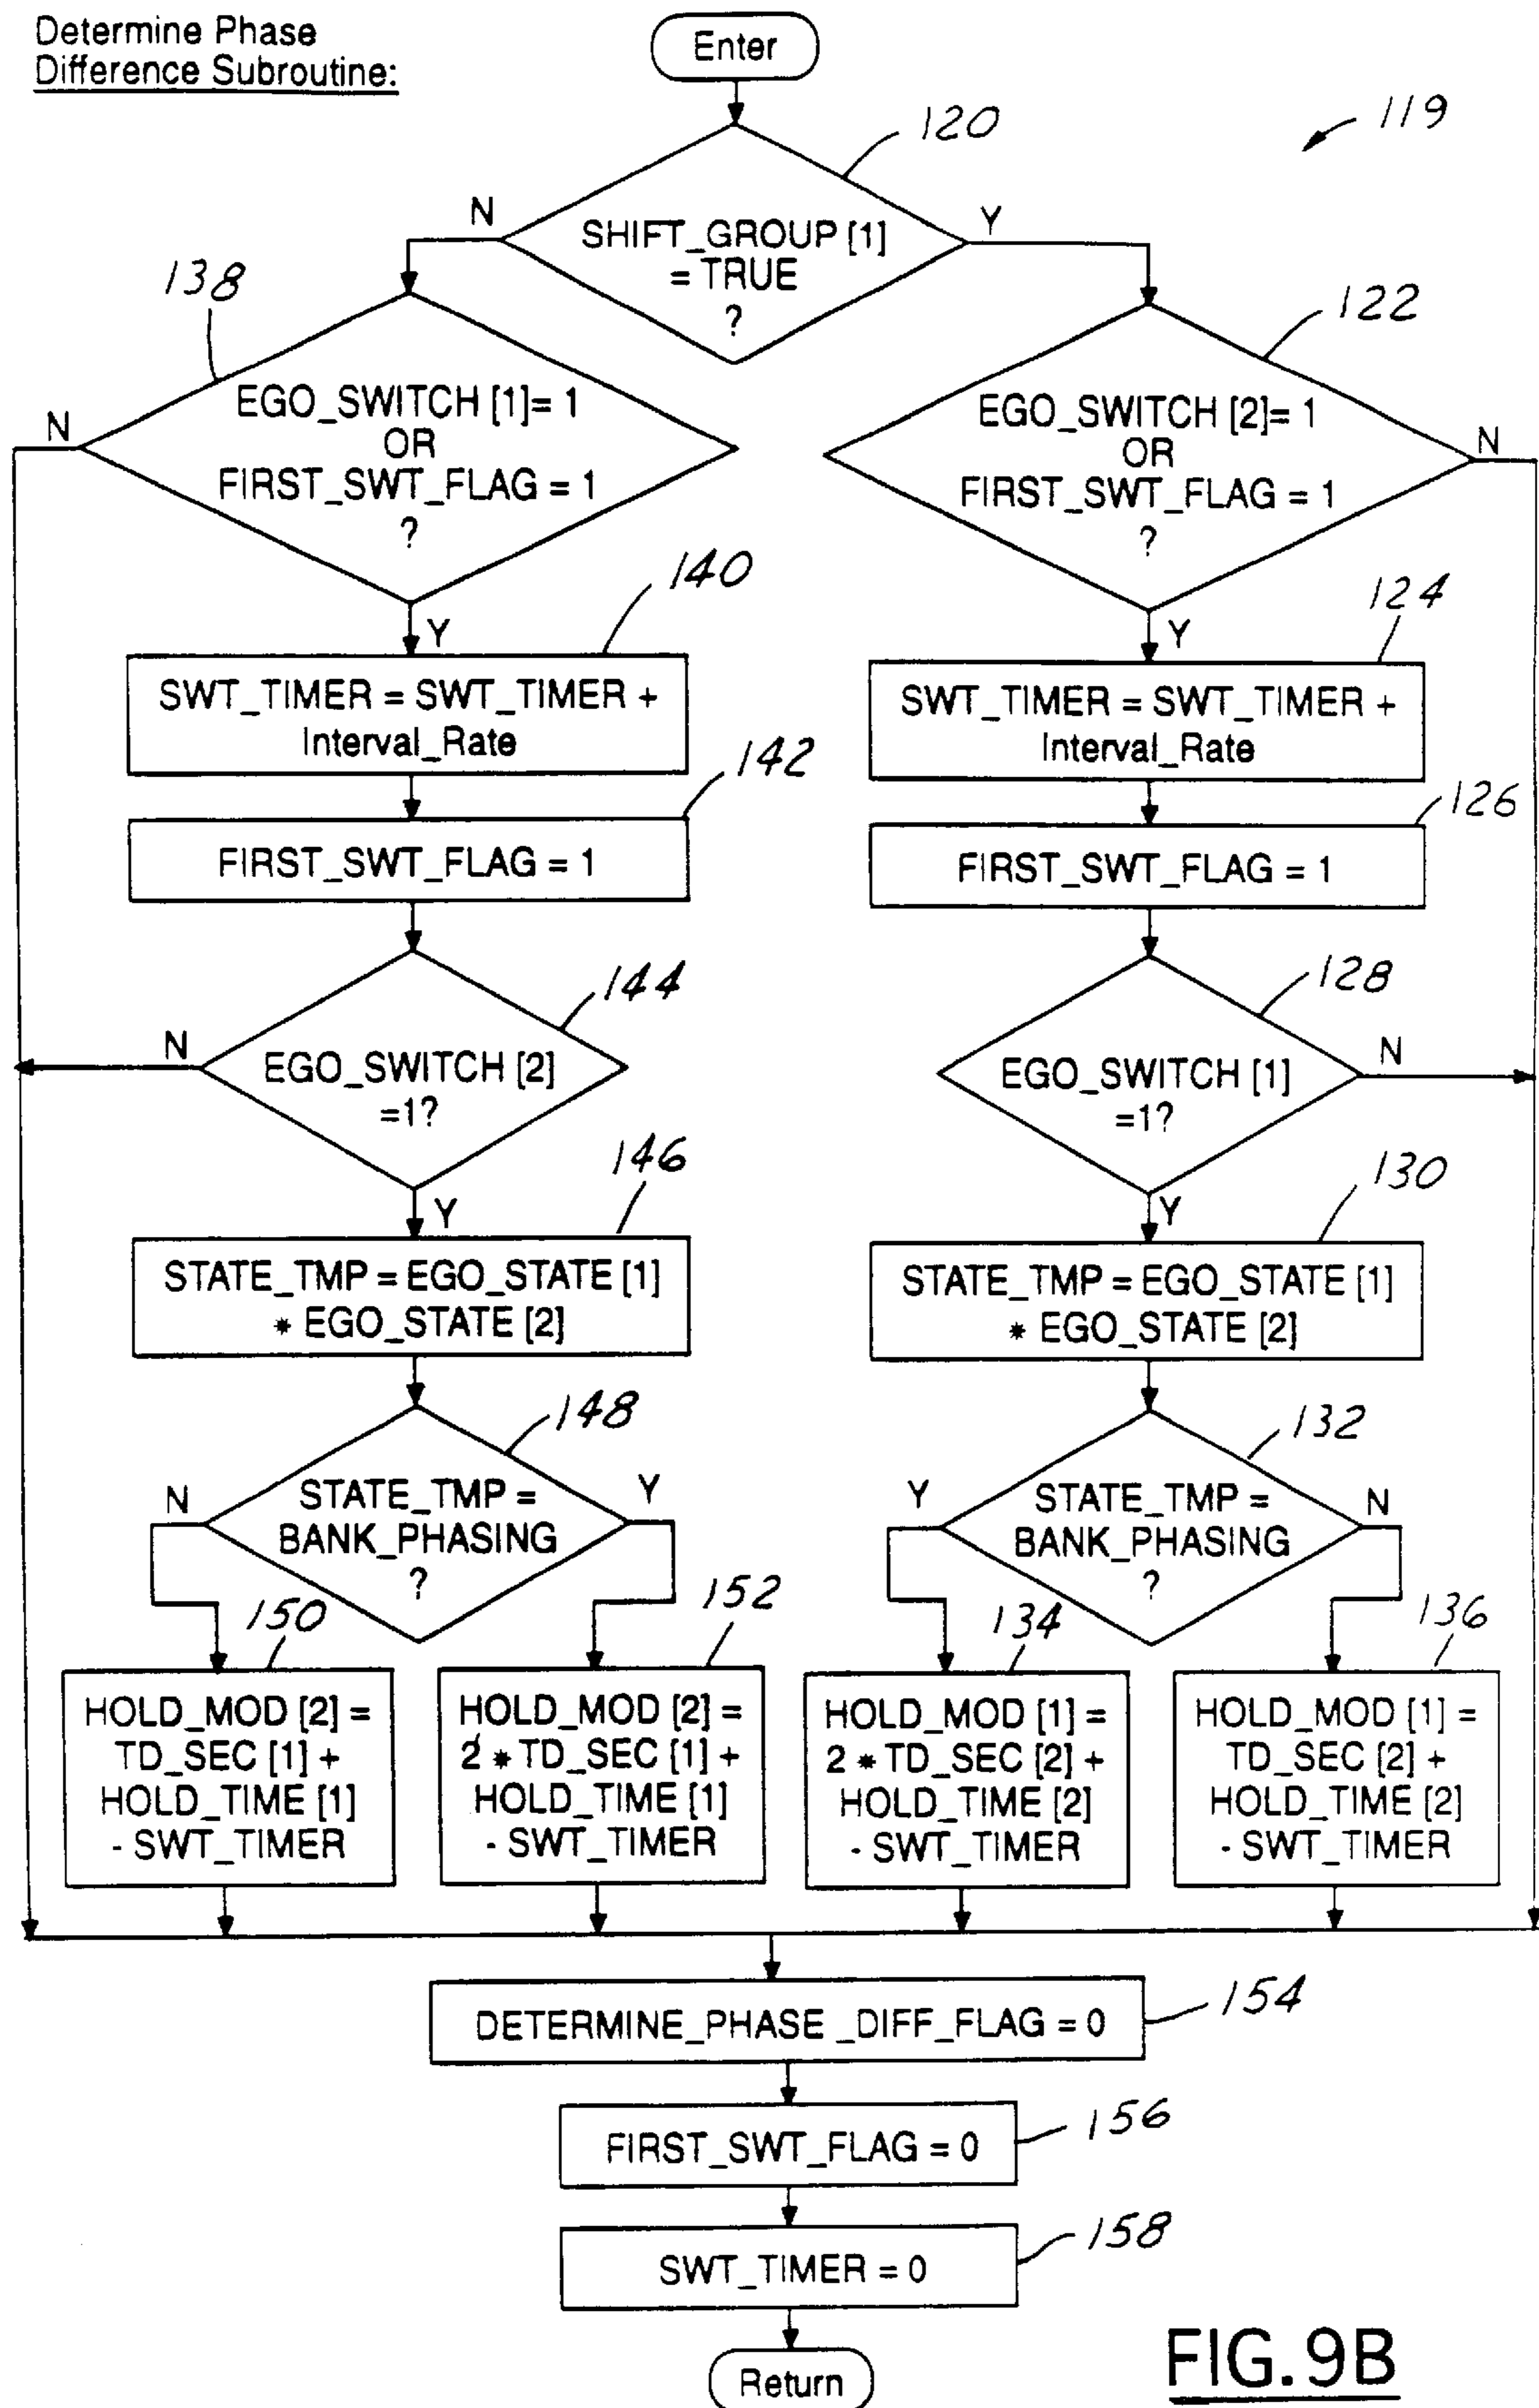 Determine Phase
Difference Subroutine:
Enter
119
120
SHIFT_GROUP [1]
= TRUE
?
N
Y
138
EGO_SWITCH [1]= 1
OR
FIRST_SWT_FLAG = 1
?
N
Y
122
EGO_SWITCH [2]= 1
OR
FIRST_SWT_FLAG = 1
?
N
Y
140
SWT_TIMER = SWT_TIMER +
Interval_Rate
124
SWT_TIMER = SWT_TIMER +
Interval_Rate
142
FIRST_SWT_FLAG = 1
126
FIRST_SWT_FLAG = 1
144
EGO_SWITCH [2]
=1?
N
Y
128
EGO_SWITCH [1]
=1?
N
Y
146
STATE_TMP = EGO_STATE [1]
* EGO_STATE [2]
130
STATE_TMP = EGO_STATE [1]
* EGO_STATE [2]
148
STATE_TMP =
BANK_PHASING
?
N
Y
132
STATE_TMP =
BANK_PHASING
?
Y
N
150
HOLD_MOD [2] =
TD_SEC [1] +
HOLD_TIME [1]
- SWT_TIMER
152
HOLD_MOD [2] =
2 * TD_SEC [1] +
HOLD_TIME [1]
- SWT_TIMER
134
HOLD_MOD [1] =
2 * TD_SEC [2] +
HOLD_TIME [2]
- SWT_TIMER
136
HOLD_MOD [1] =
TD_SEC [2] +
HOLD_TIME [2]
- SWT_TIMER
154
DETERMINE_PHASE _DIFF_FLAG = 0
156
FIRST_SWT_FLAG = 0
158
SWT_TIMER = 0
Return
FIG.9B